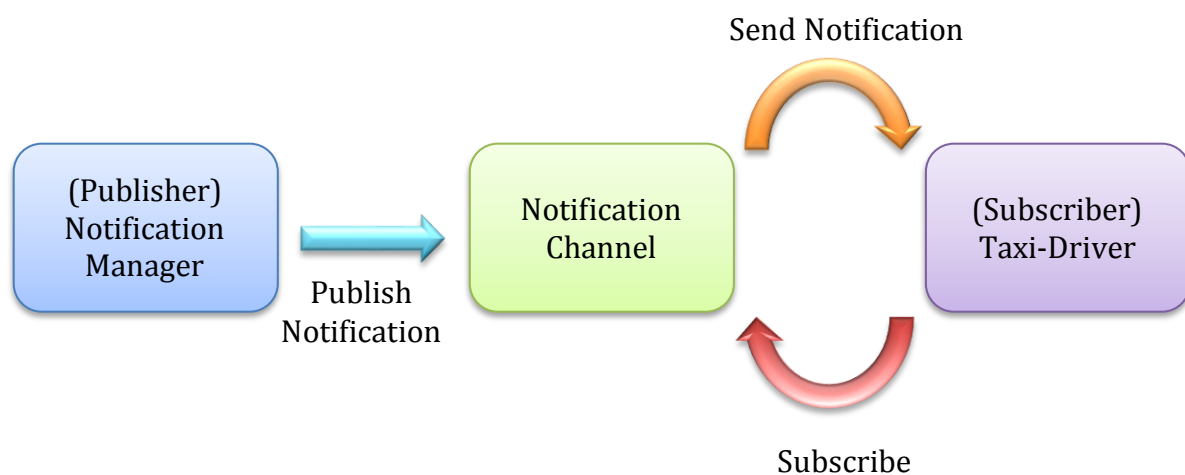 Send Notification
(Publisher)
Notification
Manager
Publish
Notification
Notification
Channel
(Subscriber)
Taxi-Driver
Subscribe